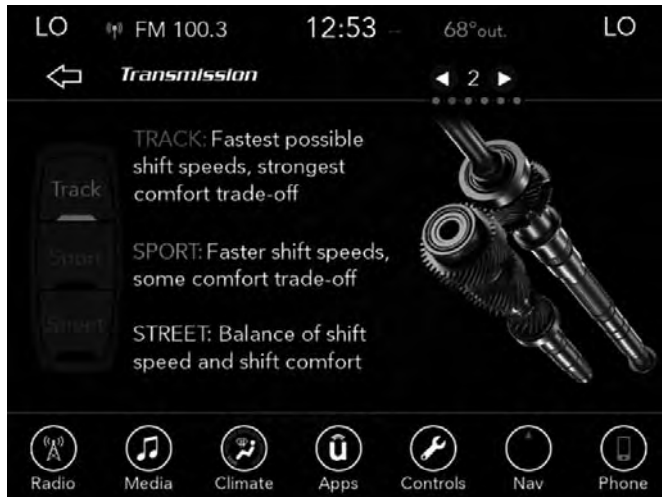 LO FM 100.3 12:53 -- 68°out. LO
Transmission 2
TRACK: Fastest possible
shift speeds, strongest
comfort trade-off
Track
SPORT: Faster shift speeds,
some comfort trade-off
Sport
STREET: Balance of shift
speed and shift comfort
Street
Radio Media Climate Apps Controls Nav Phone